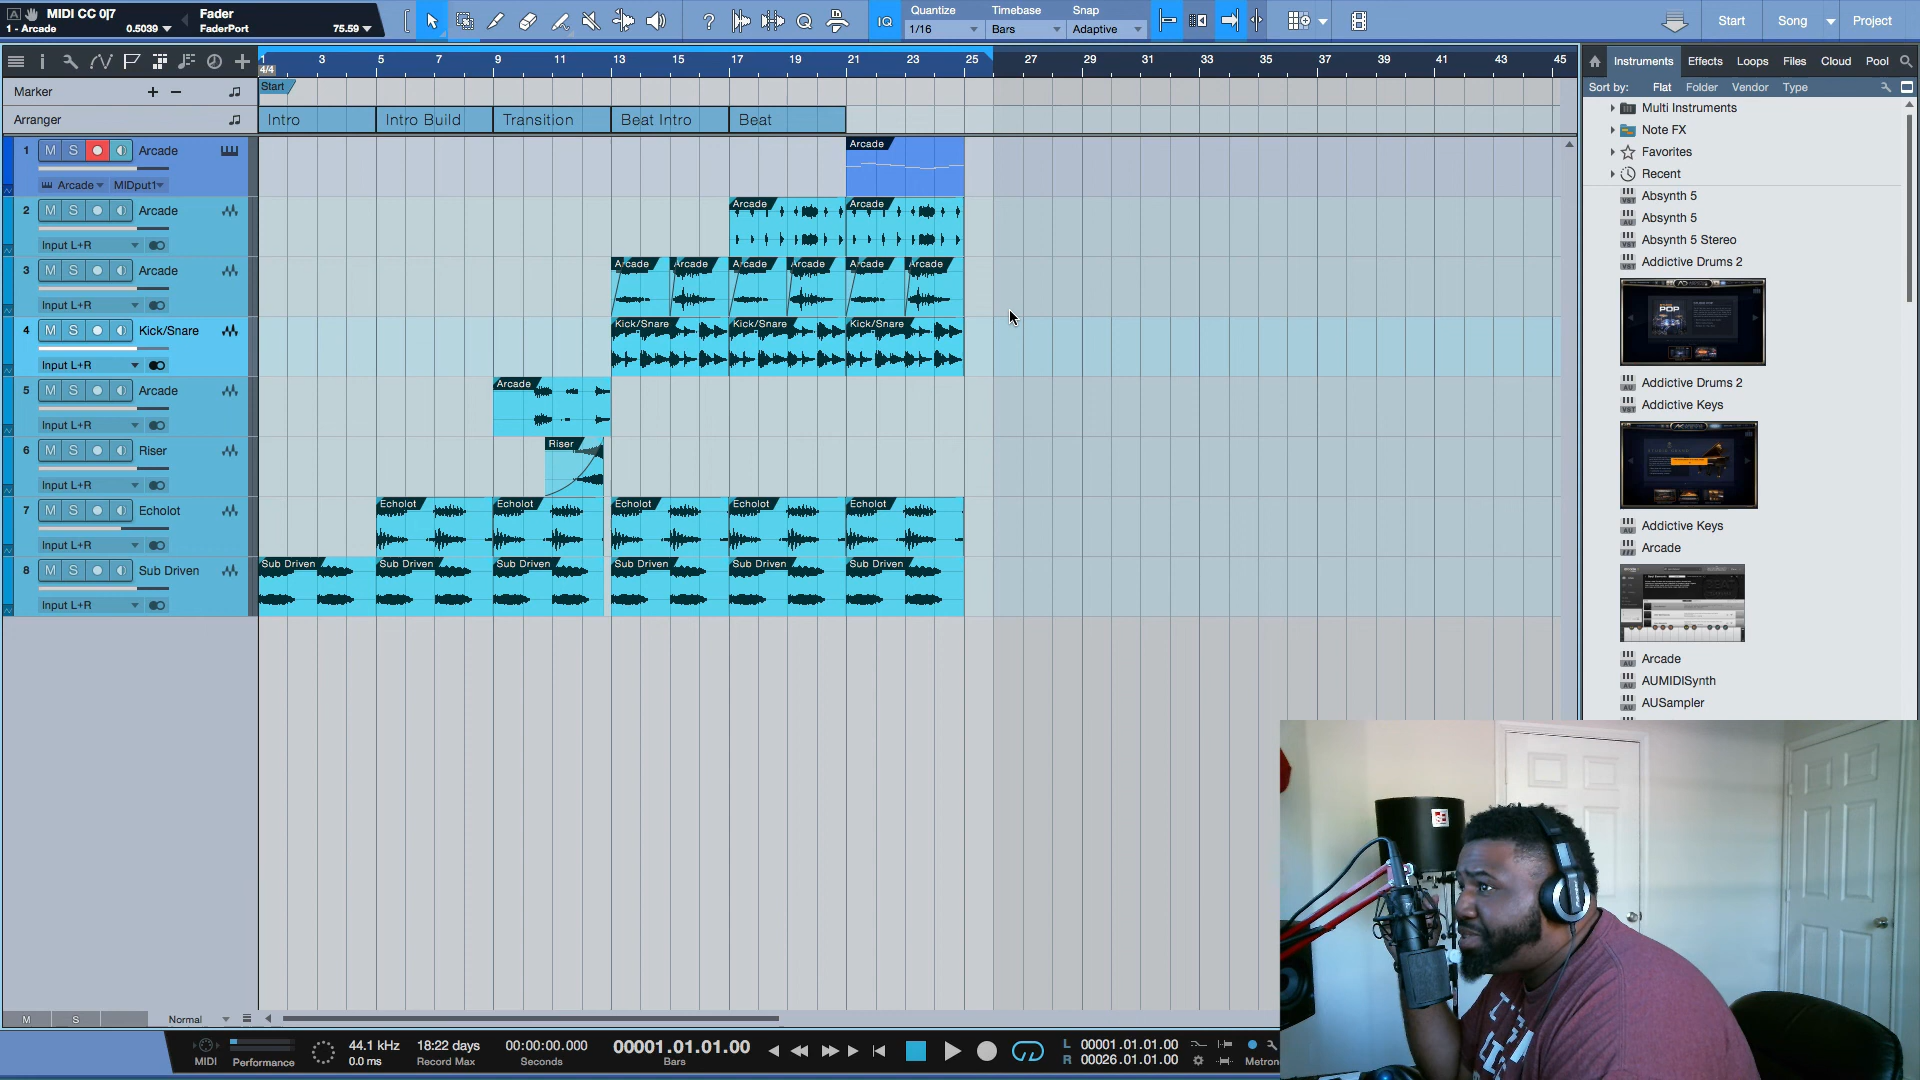 MIDI CC 0|7
1 - Arcade 0.5039
Fader
FaderPort 75.59
IQ
Quantize
1/16
Timebase
Bars
Snap
Adaptive
Start Song Project
1 3 5 7 9 11 13 15 17 19 21 23 25 27 29 31 33 35 37 39 41 43 45
4/4
Marker
Start
Arranger
Intro Intro Build Transition Beat Intro Beat
1 M S Arcade
Arcade MIDput1
Arcade
2 M S Arcade
Input L+R
Arcade Arcade
3 M S Arcade
Input L+R
Arcade Arcade Arcade Arcade Arcade Arcade
4 M S Kick/Snare
Input L+R
Kick/Snare Kick/Snare Kick/Snare
5 M S Arcade
Input L+R
Arcade
6 M S Riser
Input L+R
Riser
7 M S Echolot
Input L+R
Echolot Echolot Echolot Echolot Echolot
8 M S Sub Driven
Input L+R
Sub Driven Sub Driven Sub Driven Sub Driven Sub Driven Sub Driven
Instruments Effects Loops Files Cloud Pool
Sort by: Flat Folder Vendor Type
Multi Instruments
Note FX
Favorites
Recent
Absynth 5
Absynth 5
Absynth 5 Stereo
Addictive Drums 2
Addictive Drums 2
Addictive Keys
Addictive Keys
Arcade
Arcade
AUMIDISynth
AUSampler
M S Normal
MIDI
Performance
44.1 kHz
0.0 ms
18:22 days
Record Max
00:00:00.000
Seconds
00001.01.01.00
Bars
L 00001.01.01.00
R 00026.01.01.00
Metron